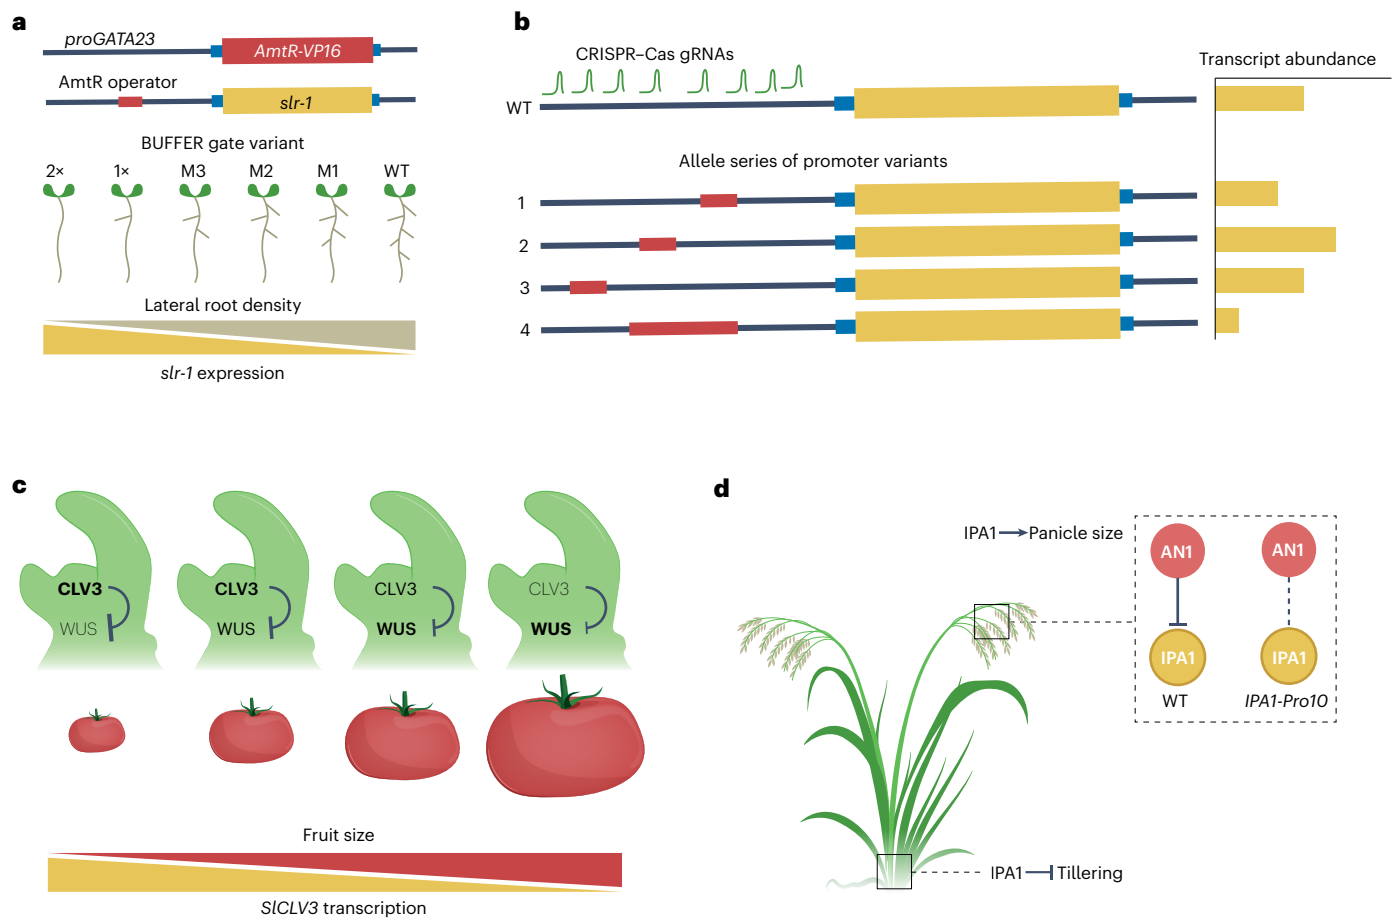 a
proGATA23
AmtR-VP16
AmtR operator
slr-1
BUFFER gate variant
2× 1× M3 M2 M1 WT
Lateral root density
slr-1 expression
b
CRISPR–Cas gRNAs
Transcript abundance
WT
Allele series of promoter variants
1
2
3
4
c
CLV3 CLV3 CLV3 CLV3
WUS WUS WUS WUS
Fruit size
SlCLV3 transcription
d
IPA1 Panicle size
AN1 AN1
IPA1 IPA1
WT IPA1-Pro10
IPA1 Tillering